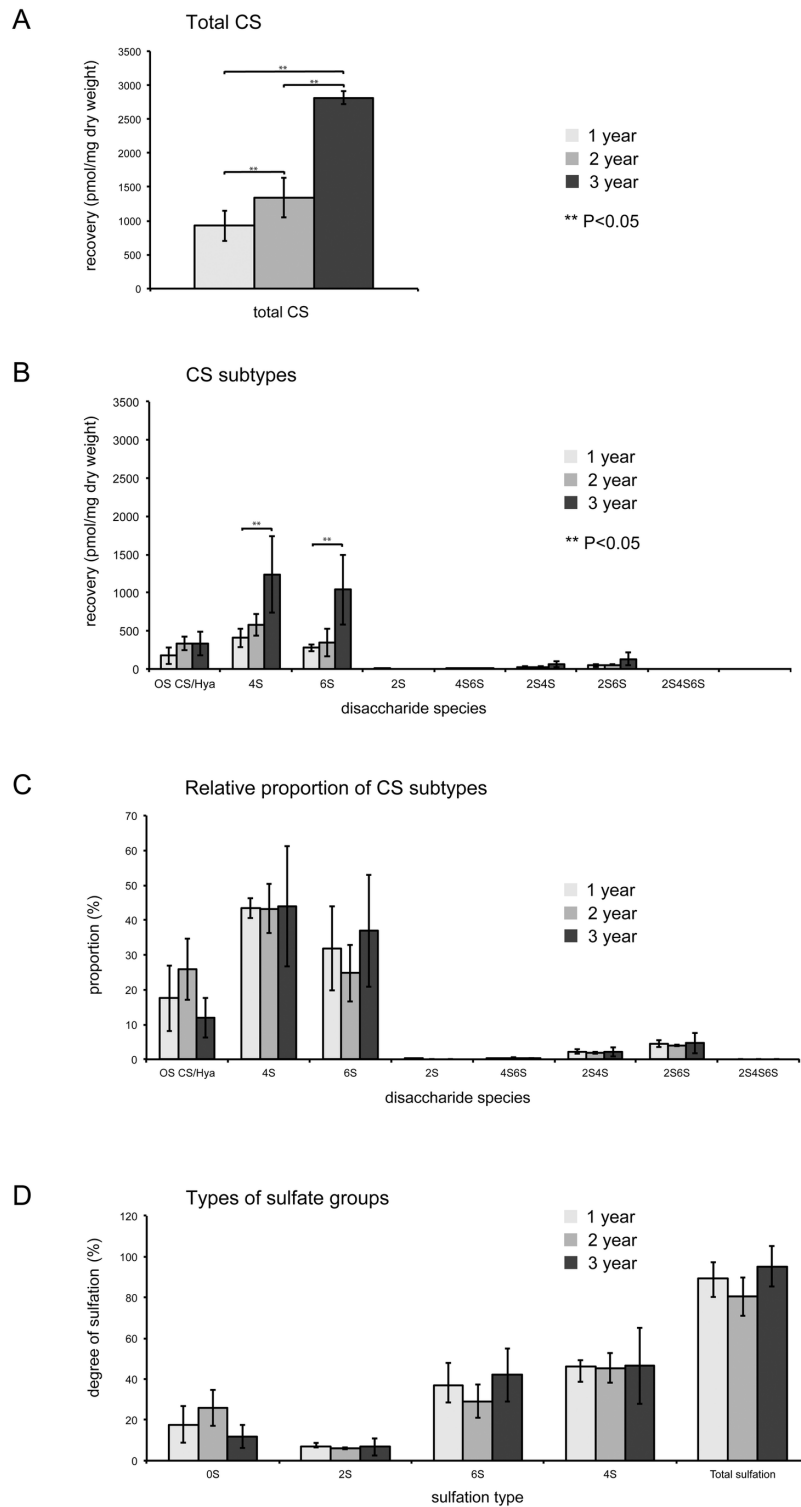 A
Total CS
recovery (pmol/mg dry weight)
3500
3000
2500
2000
1500
1000
500
0
**
**
**
total CS
1 year
2 year
3 year
** P<0.05
B
CS subtypes
recovery (pmol/mg dry weight)
3500
3000
2500
2000
1500
1000
500
0
**
**
1 year
2 year
3 year
** P<0.05
OS CS/Hya 4S 6S 2S 4S6S 2S4S 2S6S 2S4S6S
disaccharide species
C
Relative proportion of CS subtypes
proportion (%)
70
60
50
40
30
20
10
0
1 year
2 year
3 year
OS CS/Hya 4S 6S 2S 4S6S 2S4S 2S6S 2S4S6S
disaccharide species
D
Types of sulfate groups
degree of sulfation (%)
120
100
80
60
40
20
0
1 year
2 year
3 year
0S 2S 6S 4S Total sulfation
sulfation type